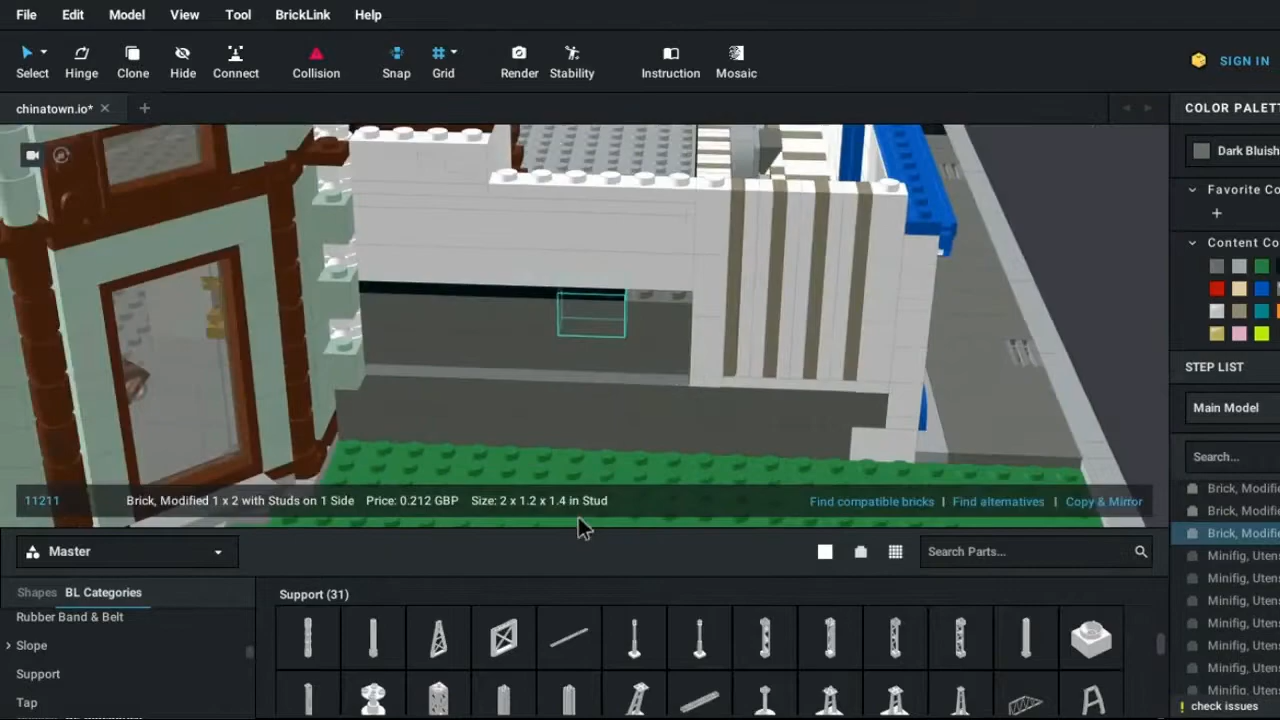 File Edit Model View Tool BrickLink Help
Select Hinge Clone Hide Connect Collision Snap Grid Render Stability Instruction Mosaic SIGN IN
chinatown.io* COLOR PALETT
Dark Bluish
Favorite Co
Content Co
STEP LIST
Main Model
Search...
Brick, Modifie
Brick, Modifie
Brick, Modifie
Minifig, Utens
Minifig, Utens
Minifig, Utens
Minifig, Utens
Minifig, Utens
Minifig, Utens
Minifig, Utens
check issues
11211 Brick, Modified 1 x 2 with Studs on 1 Side Price: 0.212 GBP Size: 2 x 1.2 x 1.4 in Stud Find compatible bricks | Find alternatives | Copy & Mirror
Master Search Parts...
Shapes BL Categories Support (31)
Rubber Band & Belt
Slope
Support
Tap